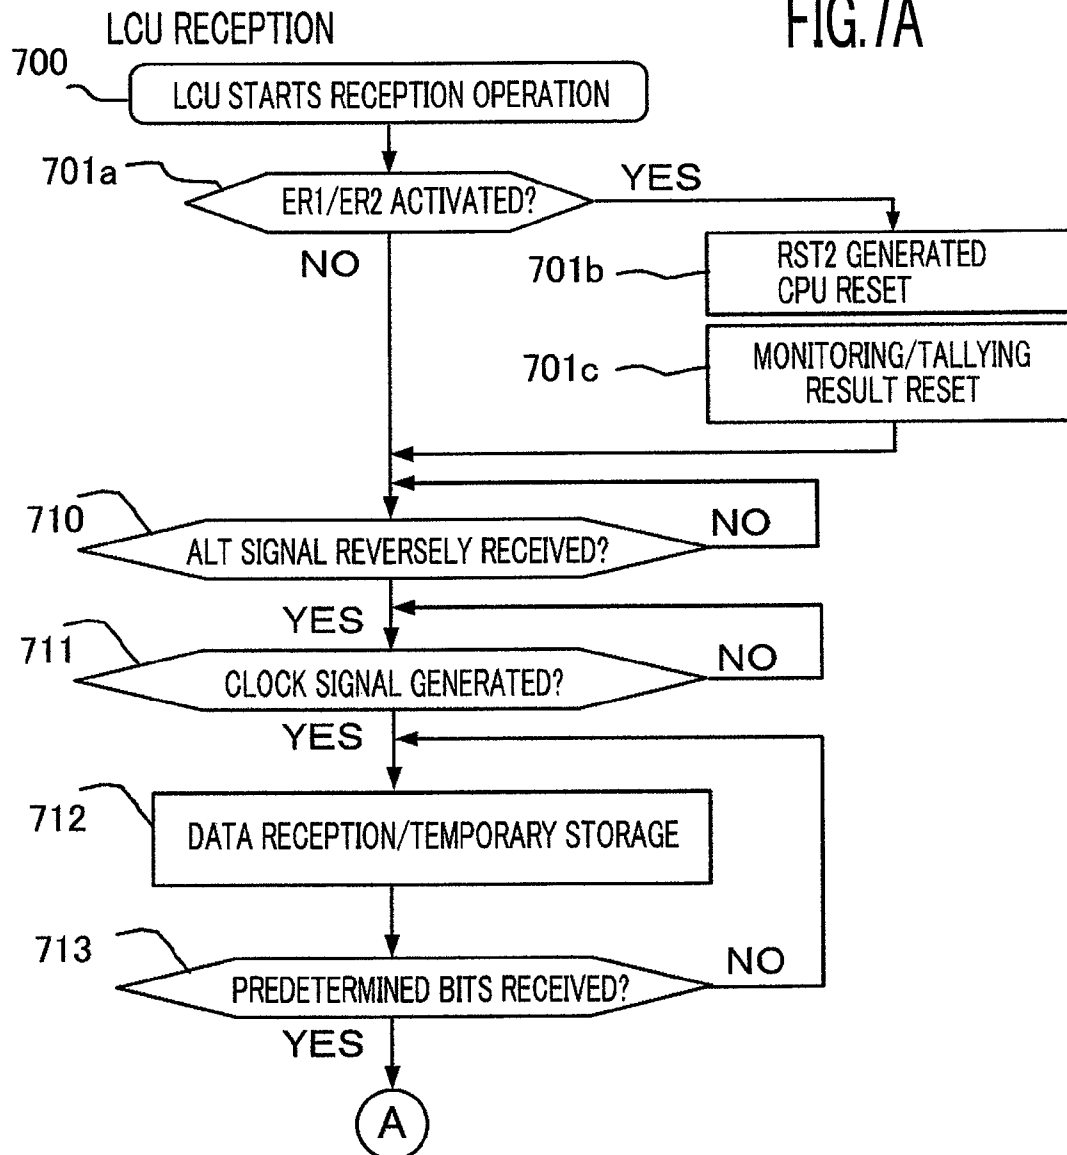 FIG. 7A
LCU RECEPTION
700
LCU STARTS RECEPTION OPERATION
701a
ER1/ER2 ACTIVATED?
YES
NO
701b
RST2 GENERATED
CPU RESET
701c
MONITORING/TALLYING
RESULT RESET
710
ALT SIGNAL REVERSELY RECEIVED?
NO
YES
711
CLOCK SIGNAL GENERATED?
NO
YES
712
DATA RECEPTION/TEMPORARY STORAGE
713
PREDETERMINED BITS RECEIVED?
NO
YES
A